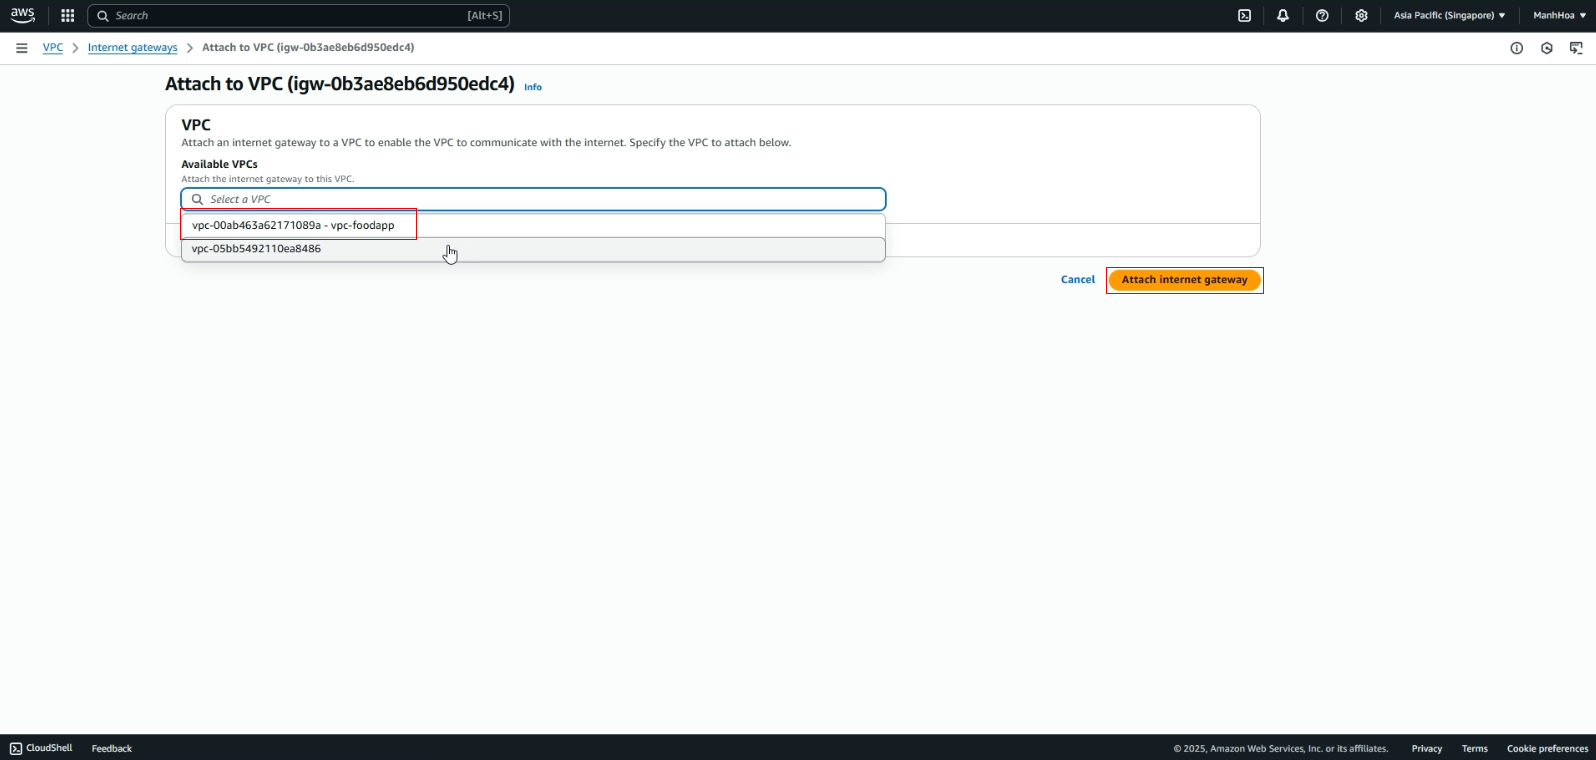 aws
Search [Alt+S] Asia Pacific (Singapore) ManhHoa
VPC Internet gateways Attach to VPC (igw-0b3ae8eb6d950edc4)
Attach to VPC (igw-0b3ae8eb6d950edc4) Info
VPC
Attach an internet gateway to a VPC to enable the VPC to communicate with the internet. Specify the VPC to attach below.
Available VPCs
Attach the internet gateway to this VPC.
Select a VPC
vpc-00ab463a62171089a - vpc-foodapp
vpc-05bb5492110ea8486
Cancel Attach internet gateway
CloudShell Feedback © 2025, Amazon Web Services, Inc. or its affiliates. Privacy Terms Cookie preferences